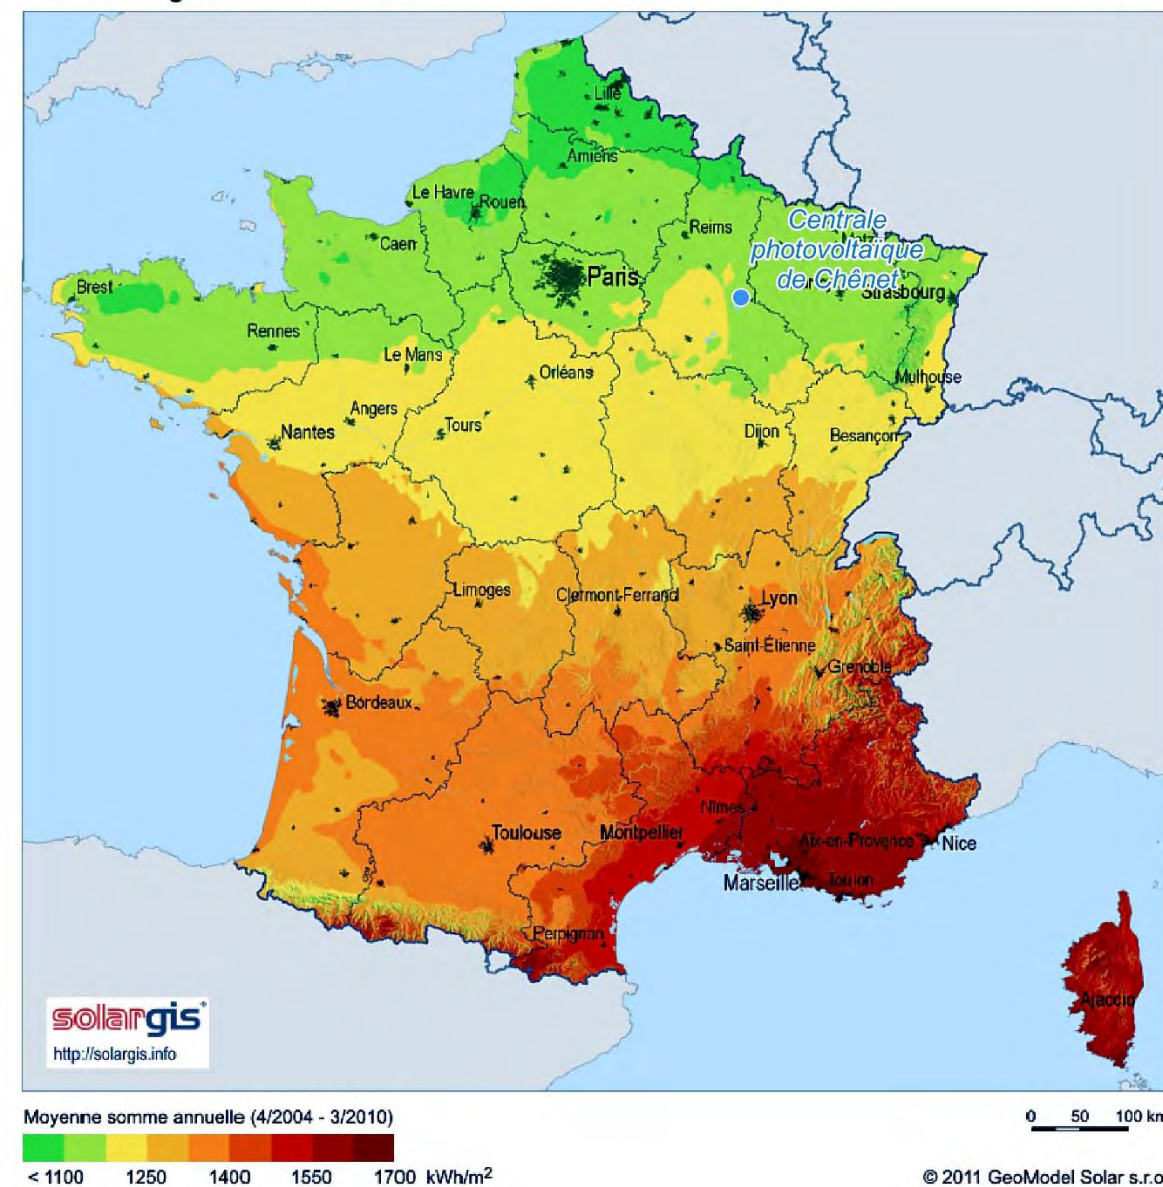 Lille
Amiens
Le Havre
Rouen
Reims
Centrale
photovoltaïque
de Chênet
Caen
Paris
Strasbourg
Brest
Rennes
Le Mans
Orléans
Mulhouse
Angers
Nantes
Tours
Dijon
Besançon
Limoges
Clermont-Ferrand
Lyon
Saint-Étienne
Grenoble
Bordeaux
Nîmes
Toulouse
Montpellier
Aix-en-Provence
Nice
Marseille
Toulon
Perpignan
Ajaccio
solargis
http://solargis.info
Moyenne somme annuelle (4/2004 - 3/2010)
0 50 100 km
< 1100 1250 1400 1550 1700 kWh/m²
© 2011 GeoModel Solar s.r.o